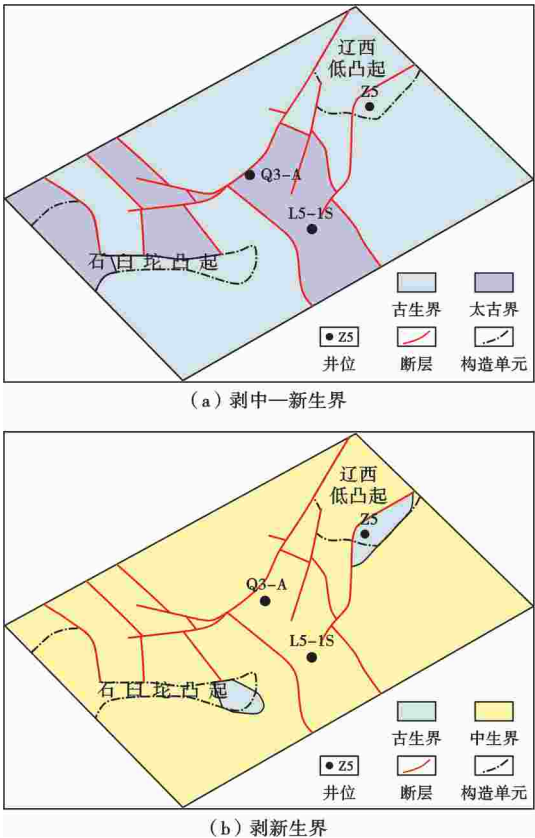 辽西
低凸起
Z5
Q3-A
L5-1S
石臼坨凸起
古生界
太古界
Z5
井位
断层
构造单元
(a)剥中—新生界
辽西
低凸起
Z5
Q3-A
L5-1S
石臼坨凸起
古生界
中生界
Z5
井位
断层
构造单元
(b)剥新生界